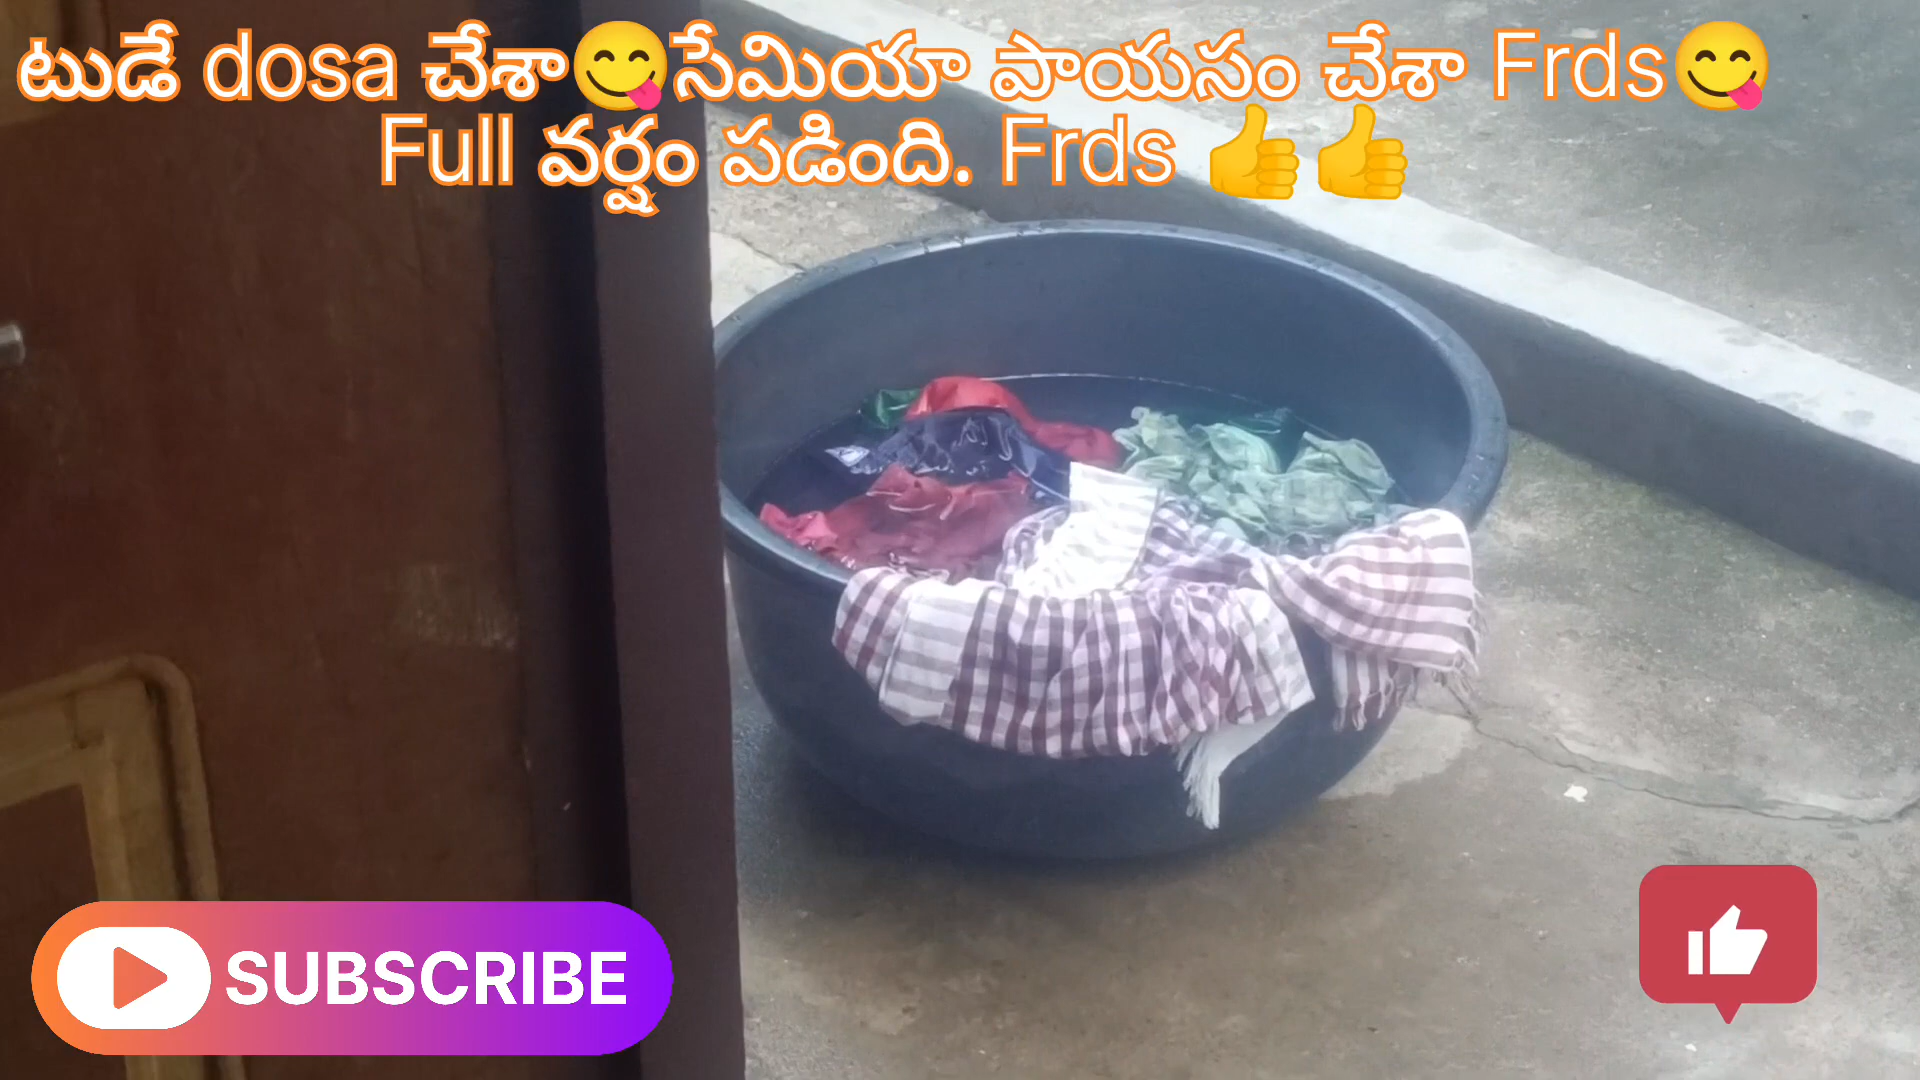 టుడే dosa చేశా😋సేమియా పాయసం చేశా Frds😋
Full వర్షం పడింది. Frds 👍👍
SUBSCRIBE